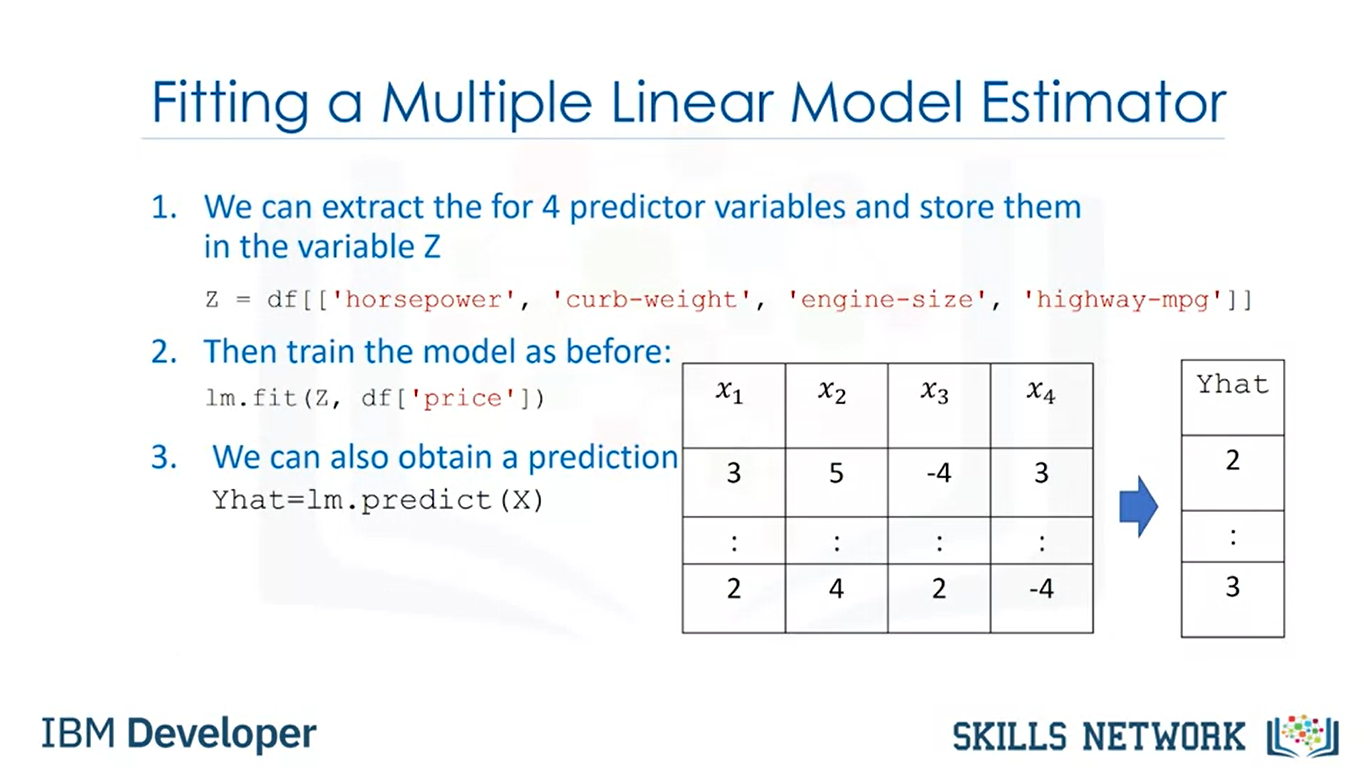 Fitting a Multiple Linear Model Estimator
1. We can extract the for 4 predictor variables and store them
in the variable Z
Z = df[['horsepower', 'curb-weight', 'engine-size', 'highway-mpg']]
2. Then train the model as before:
lm.fit(Z, df['price'])
3. We can also obtain a prediction
Yhat=lm.predict(X)
x₁ x₂ x₃ x₄
3 5 -4 3
: : : :
2 4 2 -4
Yhat
2
:
3
IBM Developer
SKILLS NETWORK